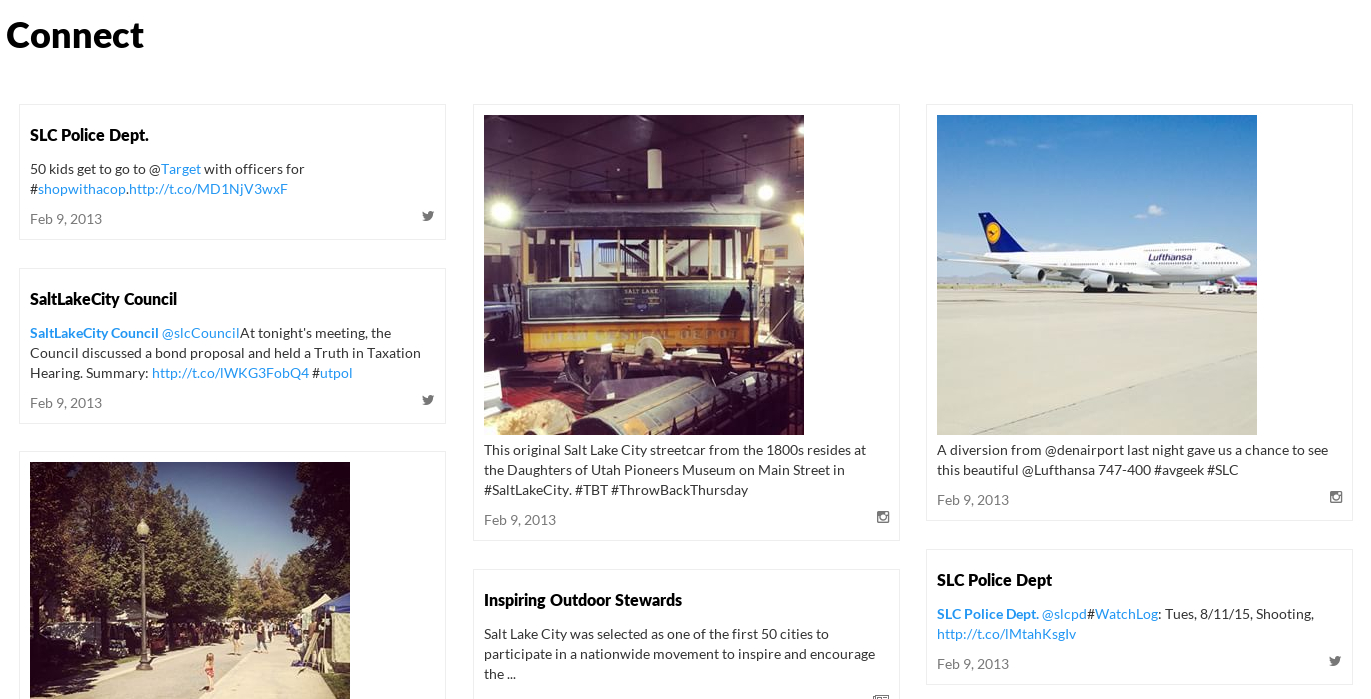 Connect
SLC Police Dept.
50 kids get to go to @Target with officers for
#shopwithacop.http://t.co/MD1NjV3wxF
Feb 9, 2013
SaltLakeCity Council
SaltLakeCity Council @slcCouncilAt tonight's meeting, the
Council discussed a bond proposal and held a Truth in Taxation
Hearing. Summary: http://t.co/lWKG3FobQ4 #utpol
Feb 9, 2013
SALT LAKE
This original Salt Lake City streetcar from the 1800s resides at
the Daughters of Utah Pioneers Museum on Main Street in
#SaltLakeCity. #TBT #ThrowBackThursday
Feb 9, 2013
Inspiring Outdoor Stewards
Salt Lake City was selected as one of the first 50 cities to
participate in a nationwide movement to inspire and encourage
the ...
Lufthansa
A diversion from @denairport last night gave us a chance to see
this beautiful @Lufthansa 747-400 #avgeek #SLC
Feb 9, 2013
SLC Police Dept
SLC Police Dept. @slcpd#WatchLog: Tues, 8/11/15, Shooting,
http://t.co/lMtahKsgIv
Feb 9, 2013